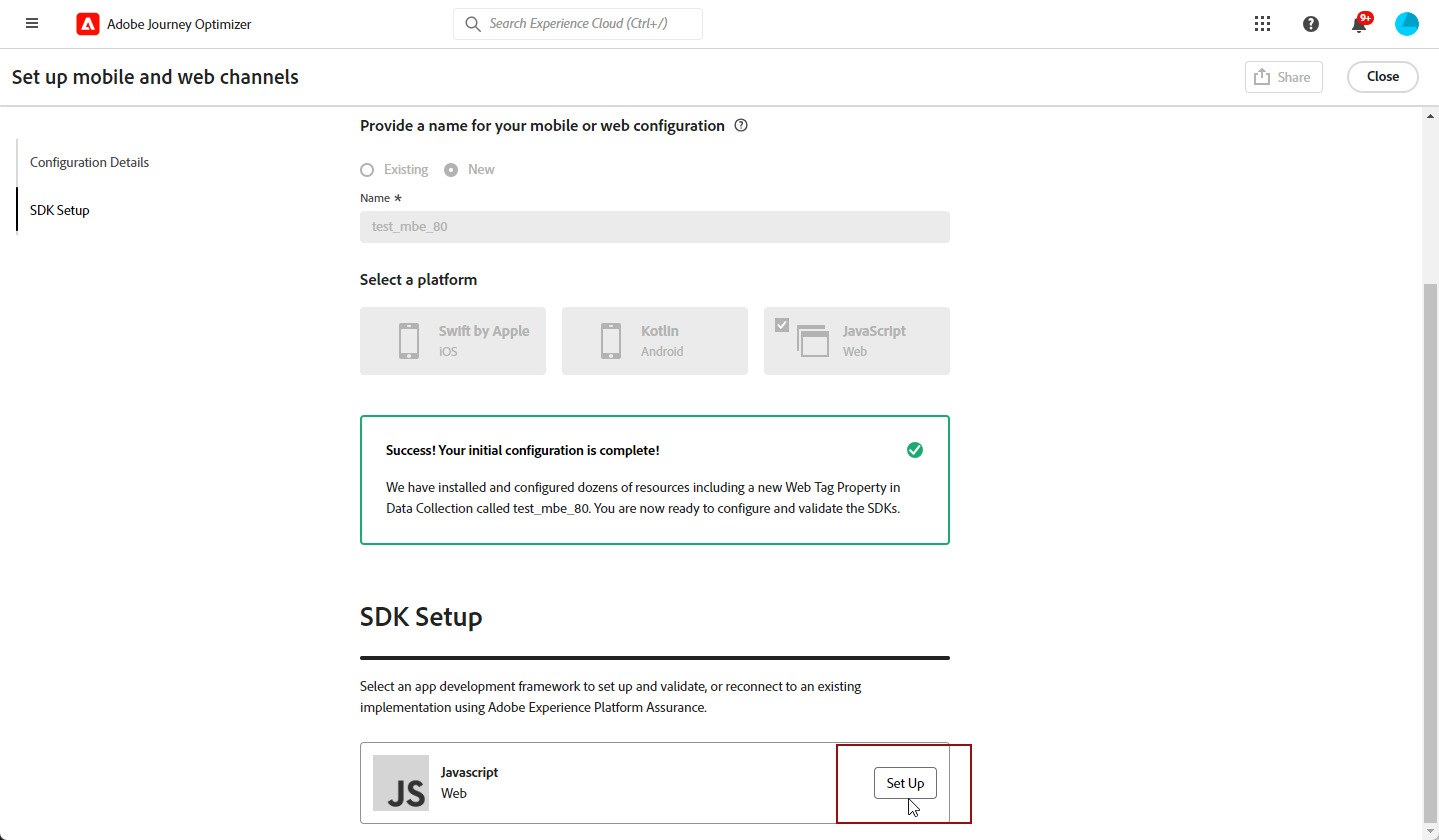 Adobe Journey Optimizer
Search Experience Cloud (Ctrl+/)
9+
Set up mobile and web channels
Share
Close
Configuration Details
SDK Setup
Provide a name for your mobile or web configuration
Existing
New
Name *
test_mbe_80
Select a platform
Swift by Apple
iOS
Kotlin
Android
JavaScript
Web
Success! Your initial configuration is complete!
We have installed and configured dozens of resources including a new Web Tag Property in
Data Collection called test_mbe_80. You are now ready to configure and validate the SDKs.
SDK Setup
Select an app development framework to set up and validate, or reconnect to an existing
implementation using Adobe Experience Platform Assurance.
JS
Javascript
Web
Set Up